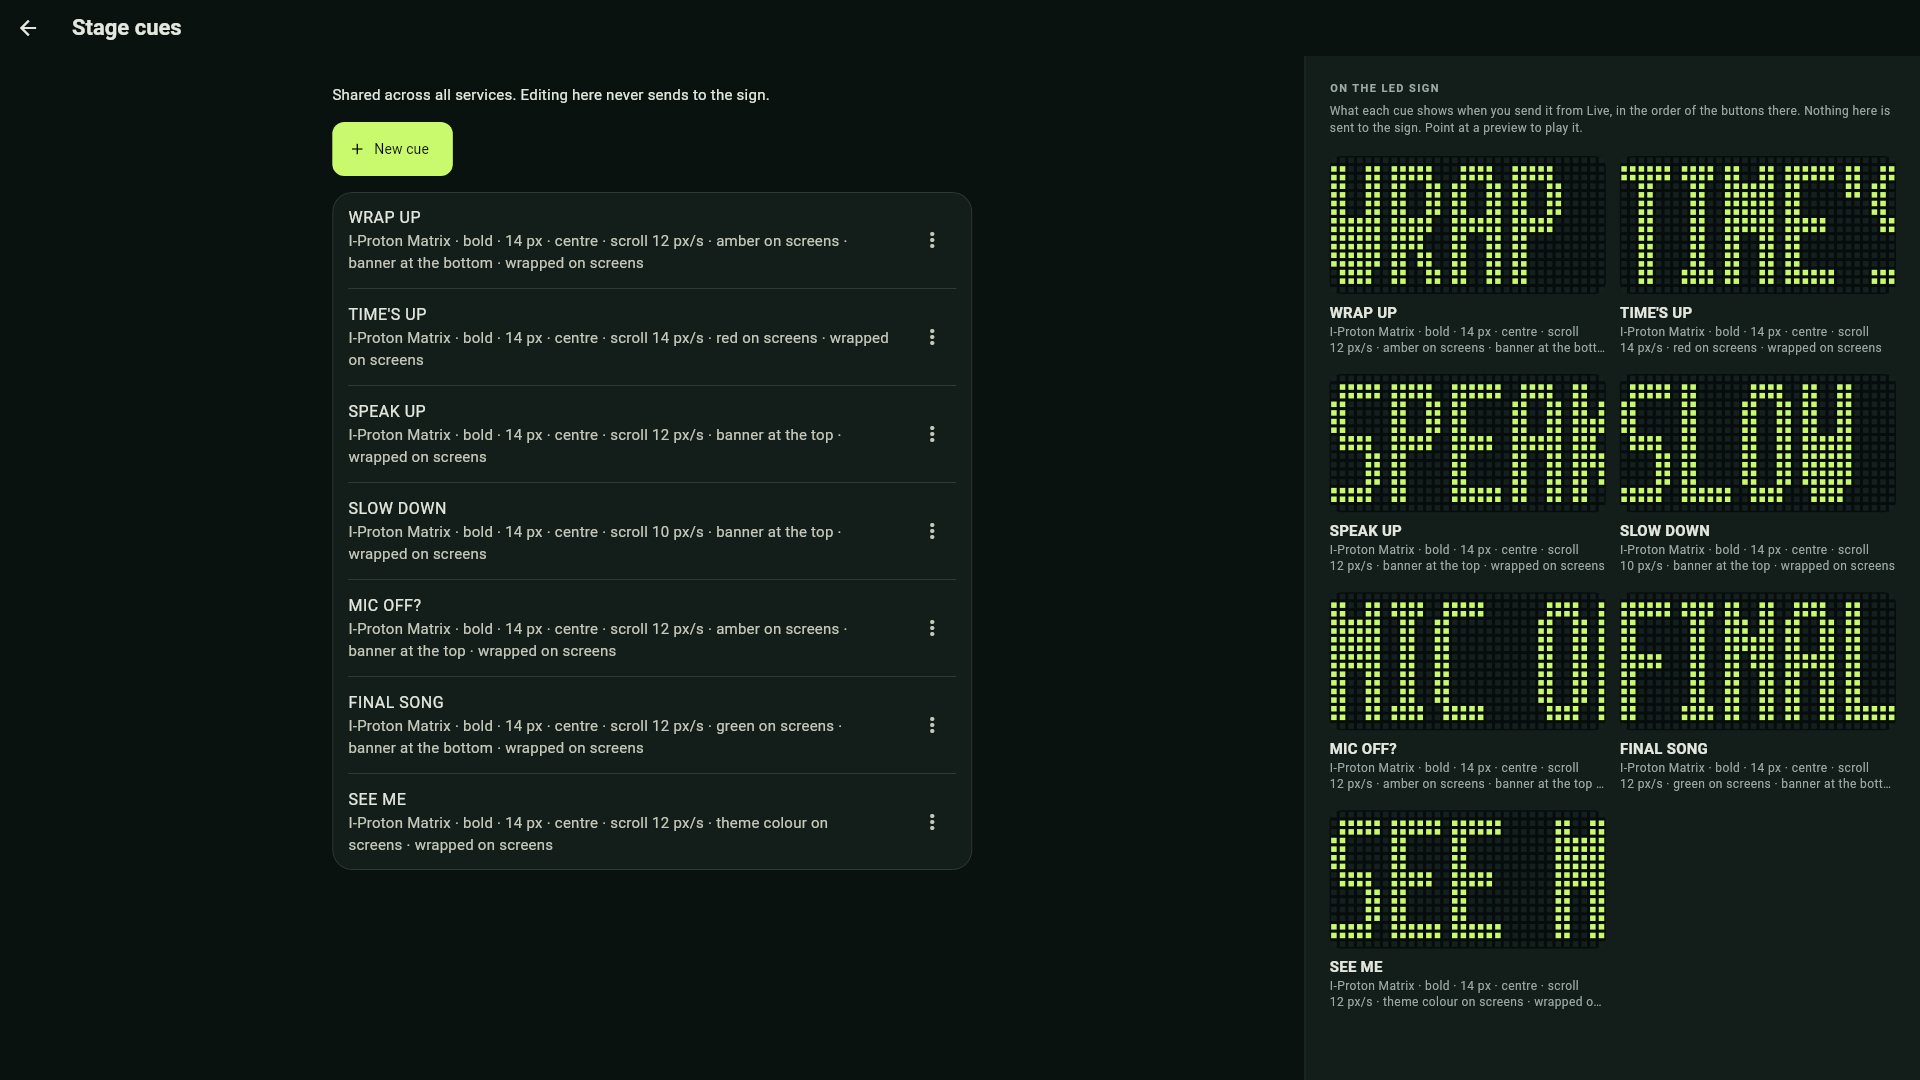 Stage cues
Shared across all services. Editing here never sends to the sign.
New cue
WRAP UP
I-Proton Matrix · bold · 14 px · centre · scroll 12 px/s · amber on screens ·
banner at the bottom · wrapped on screens
TIME'S UP
I-Proton Matrix · bold · 14 px · centre · scroll 14 px/s · red on screens · wrapped
on screens
SPEAK UP
I-Proton Matrix · bold · 14 px · centre · scroll 12 px/s · banner at the top ·
wrapped on screens
SLOW DOWN
I-Proton Matrix · bold · 14 px · centre · scroll 10 px/s · banner at the top ·
wrapped on screens
MIC OFF?
I-Proton Matrix · bold · 14 px · centre · scroll 12 px/s · amber on screens ·
banner at the top · wrapped on screens
FINAL SONG
I-Proton Matrix · bold · 14 px · centre · scroll 12 px/s · green on screens ·
banner at the bottom · wrapped on screens
SEE ME
I-Proton Matrix · bold · 14 px · centre · scroll 12 px/s · theme colour on
screens · wrapped on screens
ON THE LED SIGN
What each cue shows when you send it from Live, in the order of the buttons there. Nothing here is
sent to the sign. Point at a preview to play it.
WRAP
WRAP UP
I-Proton Matrix · bold · 14 px · centre · scroll
12 px/s · amber on screens · banner at the bott…
TIME'S
TIME'S UP
I-Proton Matrix · bold · 14 px · centre · scroll
14 px/s · red on screens · wrapped on screens
SPEAK
SPEAK UP
I-Proton Matrix · bold · 14 px · centre · scroll
12 px/s · banner at the top · wrapped on screens
SLOW
SLOW DOWN
I-Proton Matrix · bold · 14 px · centre · scroll
10 px/s · banner at the top · wrapped on screens
MIC O
MIC OFF?
I-Proton Matrix · bold · 14 px · centre · scroll
12 px/s · amber on screens · banner at the top …
FINAL
FINAL SONG
I-Proton Matrix · bold · 14 px · centre · scroll
12 px/s · green on screens · banner at the bott…
SEE M
SEE ME
I-Proton Matrix · bold · 14 px · centre · scroll
12 px/s · theme colour on screens · wrapped o…